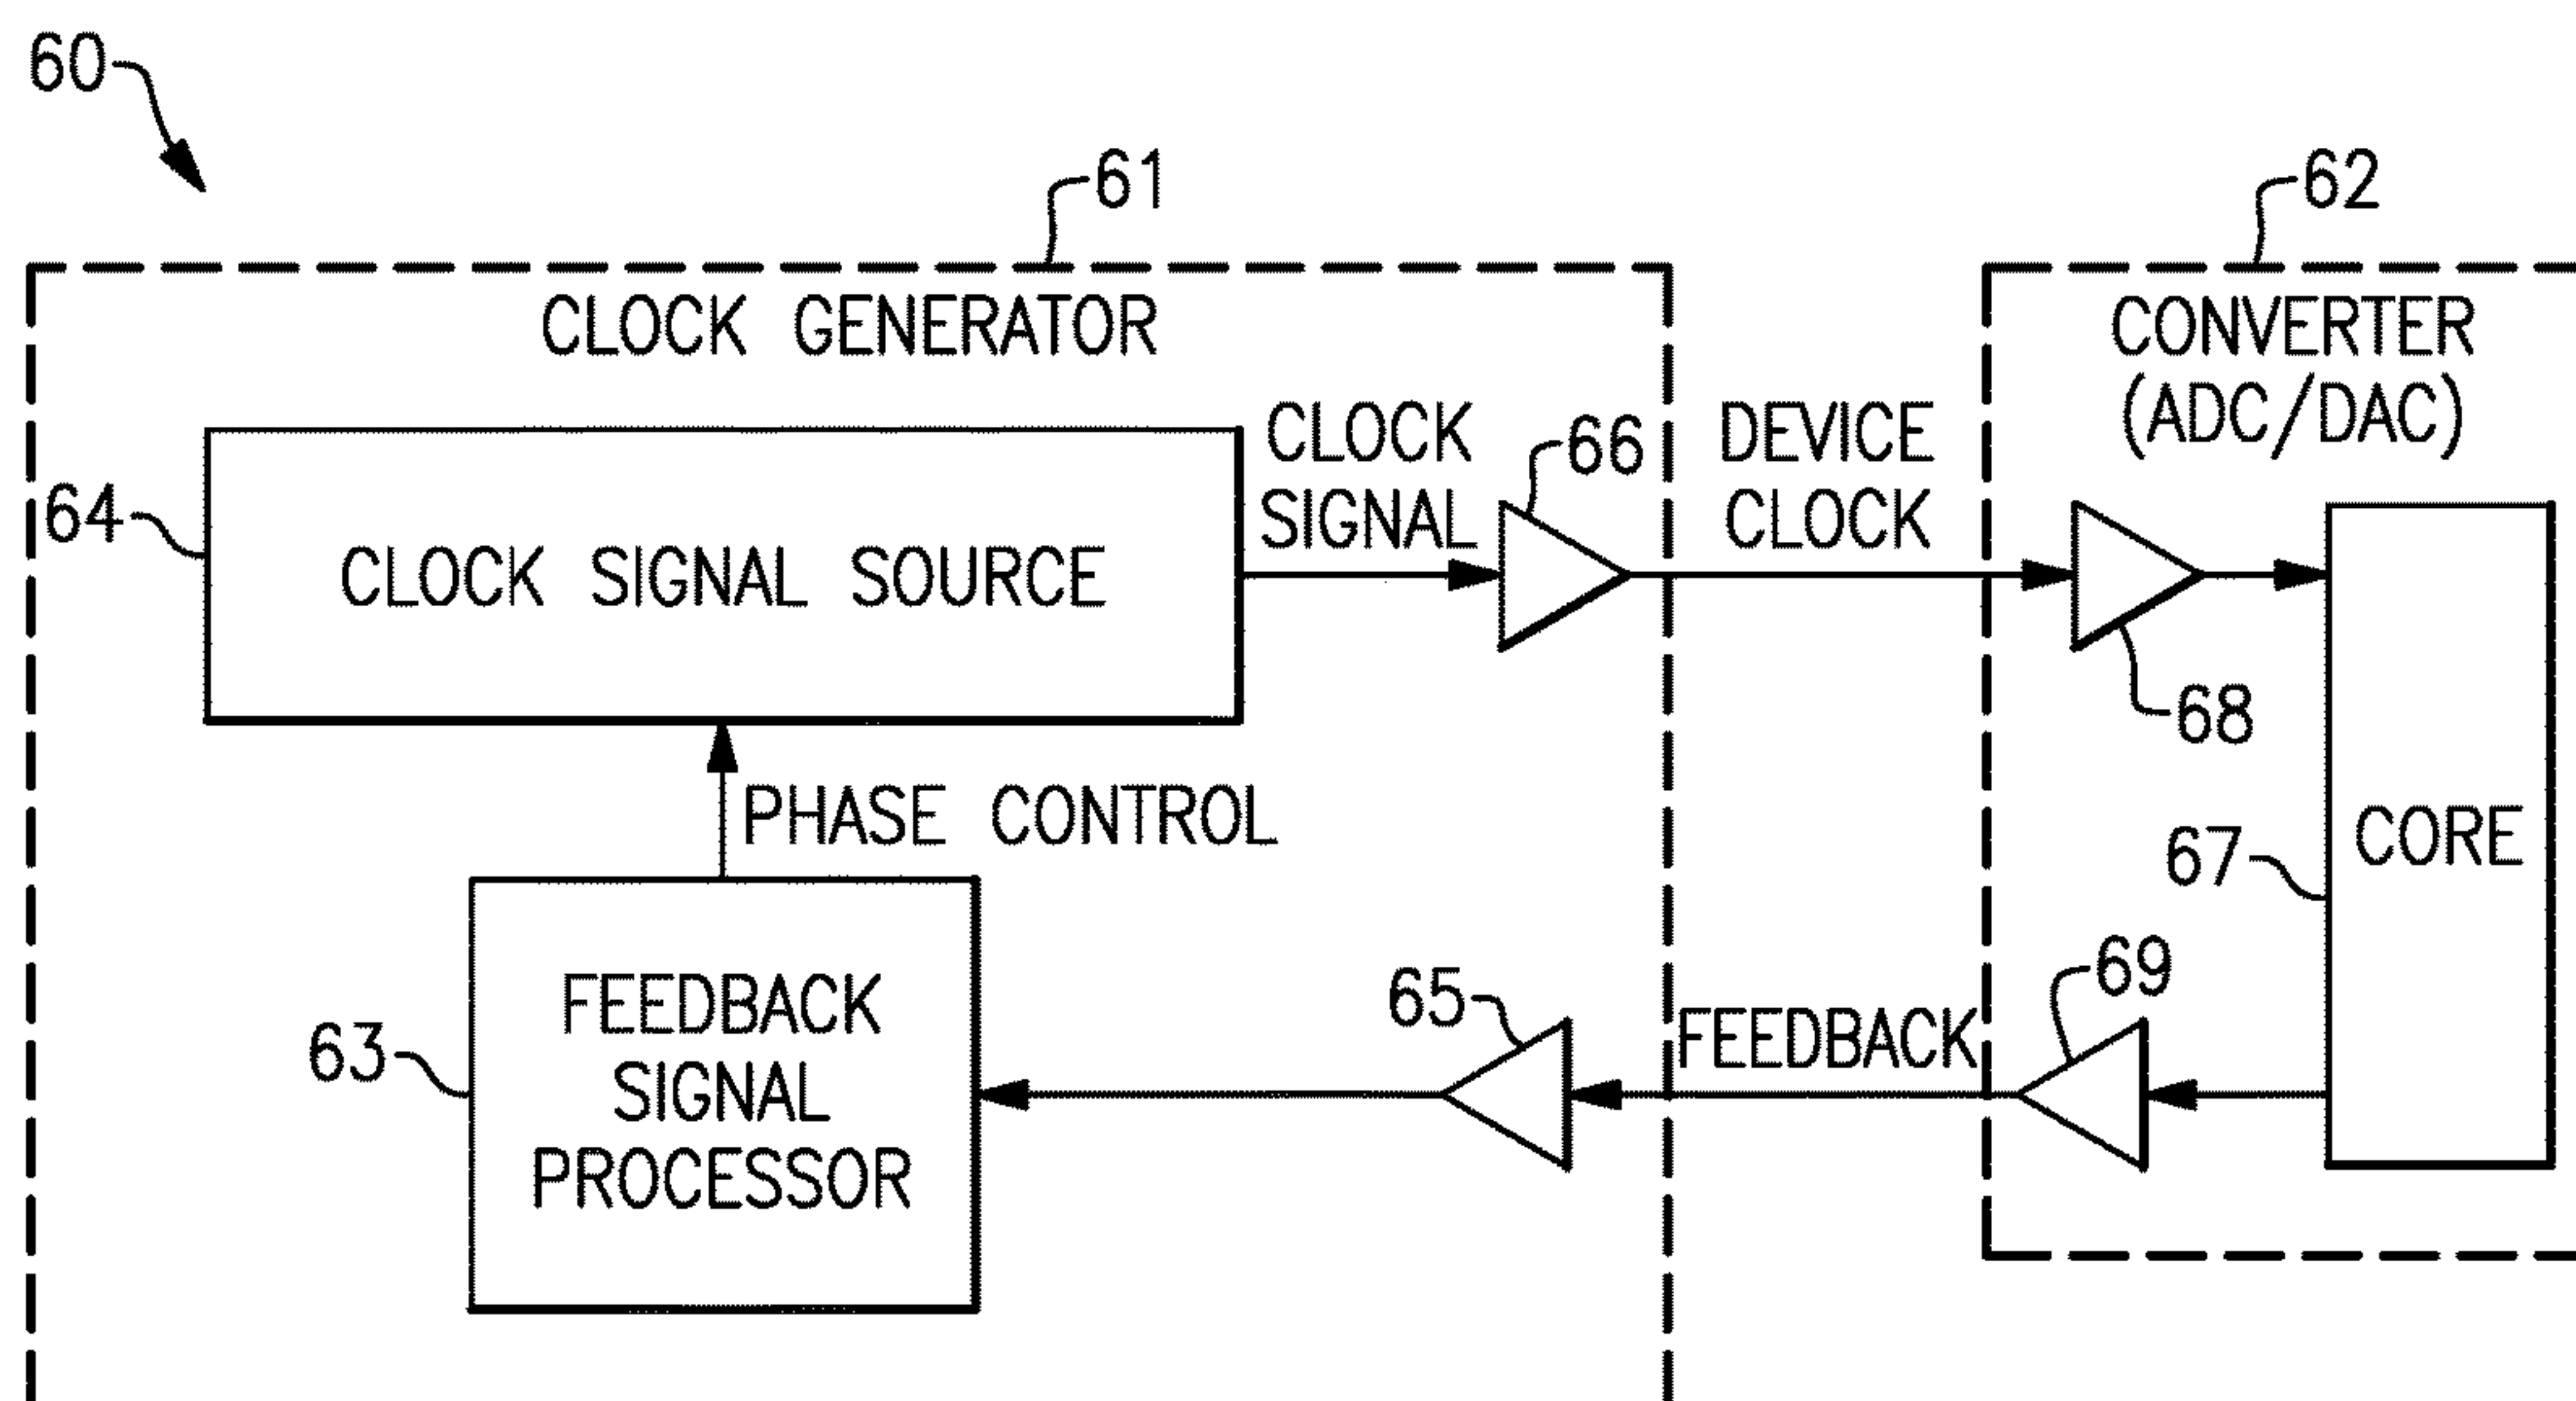 60
61
62
CLOCK GENERATOR
CONVERTER
(ADC/DAC)
CLOCK
SIGNAL
66
DEVICE
CLOCK
64
CLOCK SIGNAL SOURCE
68
PHASE CONTROL
67
CORE
63
FEEDBACK
SIGNAL
PROCESSOR
65
FEEDBACK
69